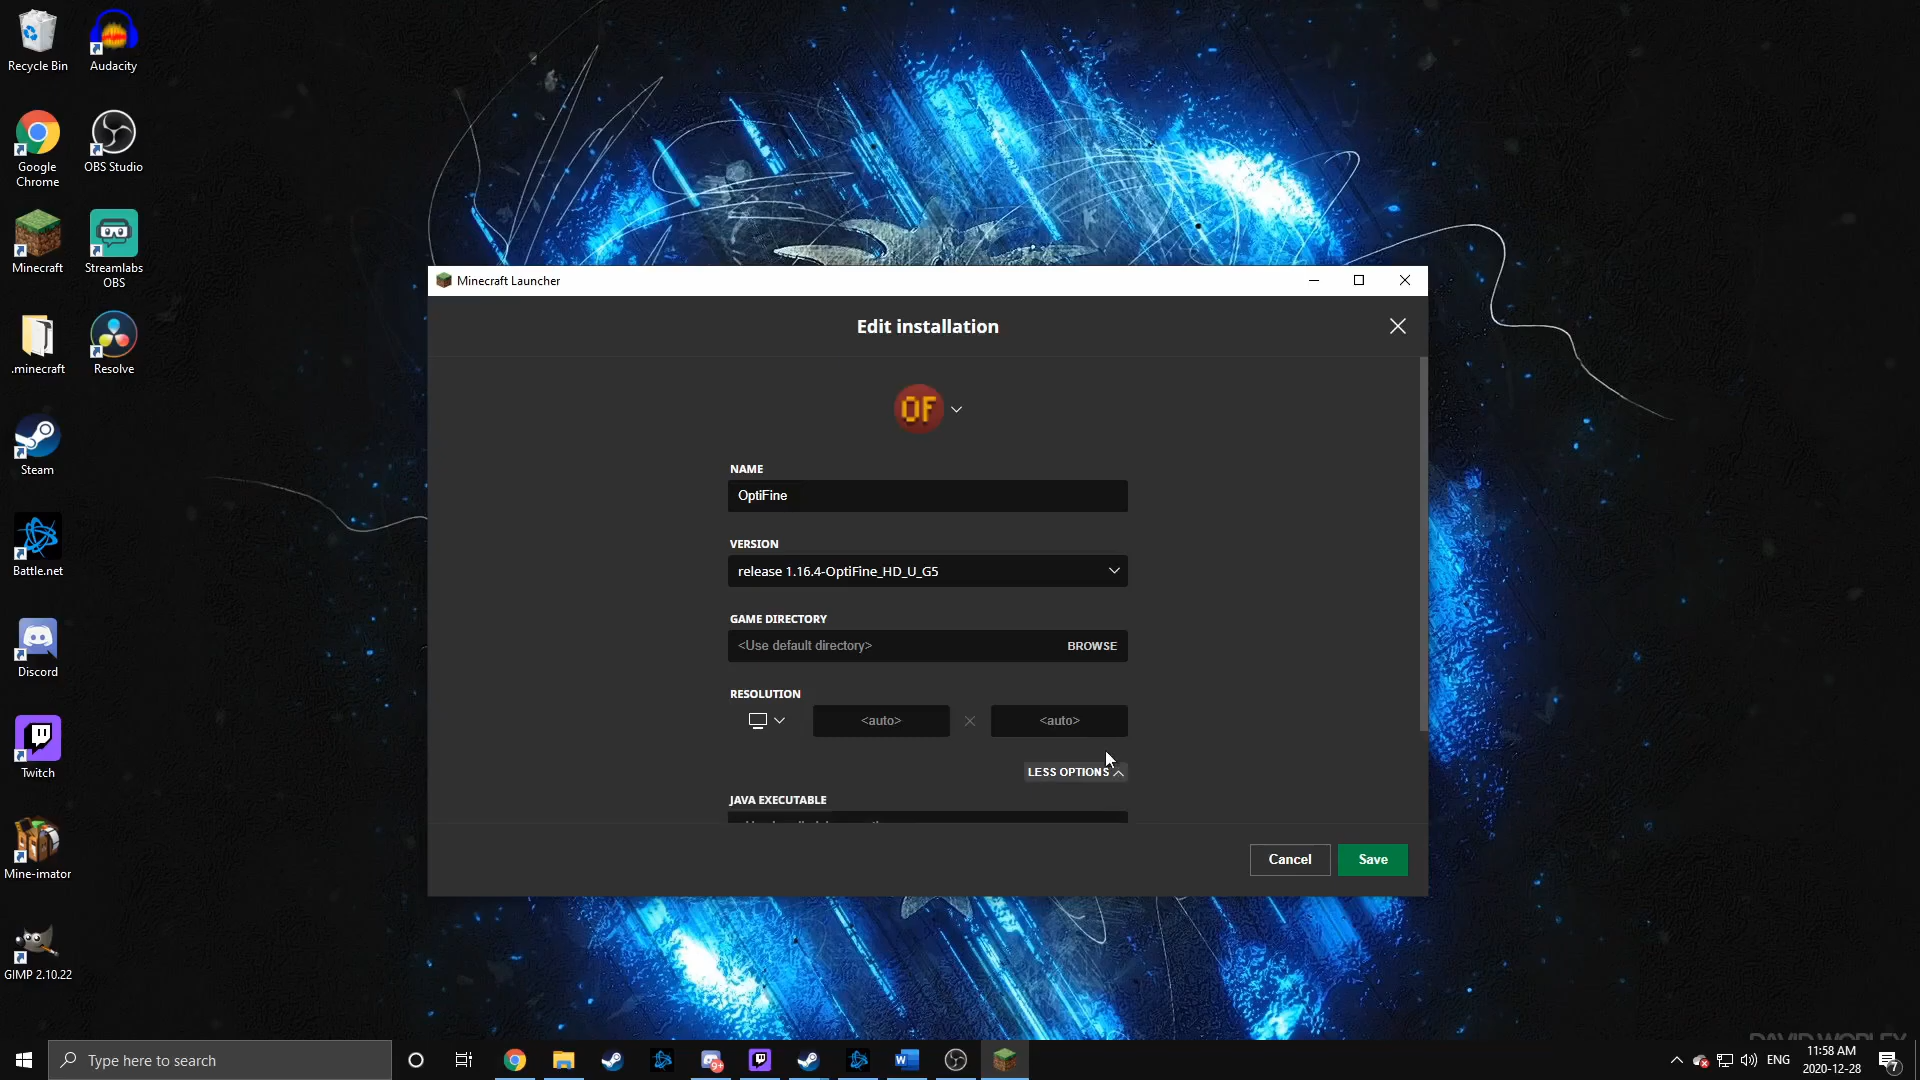 Recycle Bin
Audacity
Google
Chrome
OBS Studio
Minecraft
Streamlabs
OBS
.minecraft
Resolve
Steam
Battle.net
Discord
Twitch
Mine-imator
GIMP 2.10.22
Minecraft Launcher
Edit installation
OF
NAME
OptiFine
VERSION
release 1.16.4-OptiFine_HD_U_G5
GAME DIRECTORY
<Use default directory>
BROWSE
RESOLUTION
<auto>
<auto>
LESS OPTIONS
JAVA EXECUTABLE
Cancel
Save
Type here to search
9+
ENG
11:58 AM
2020-12-28
7